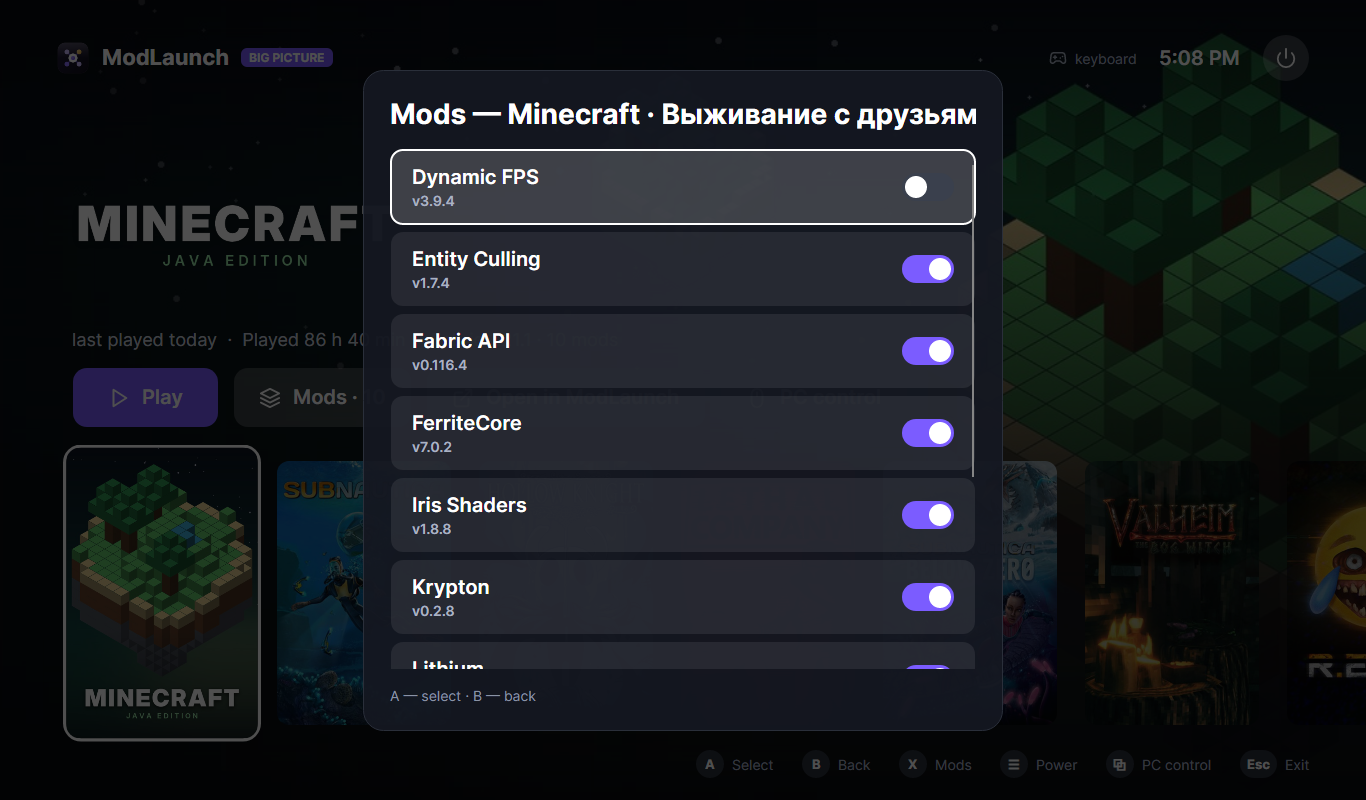 ModLaunch BIG PICTURE
keyboard 5:08 PM
Mods — Minecraft · Выживание с друзьям
Dynamic FPS
v3.9.4
Entity Culling
v1.7.4
Fabric API
v0.116.4
FerriteCore
v7.0.2
Iris Shaders
v1.8.8
Krypton
v0.2.8
Lithium
A — select · B — back
MINECRAFT
JAVA EDITION
last played today · Played 86 h 40
Play
Mods ·
MINECRAFT
JAVA EDITION
SUBNA
VALHEIM
A Select B Back X Mods Power PC control Esc Exit